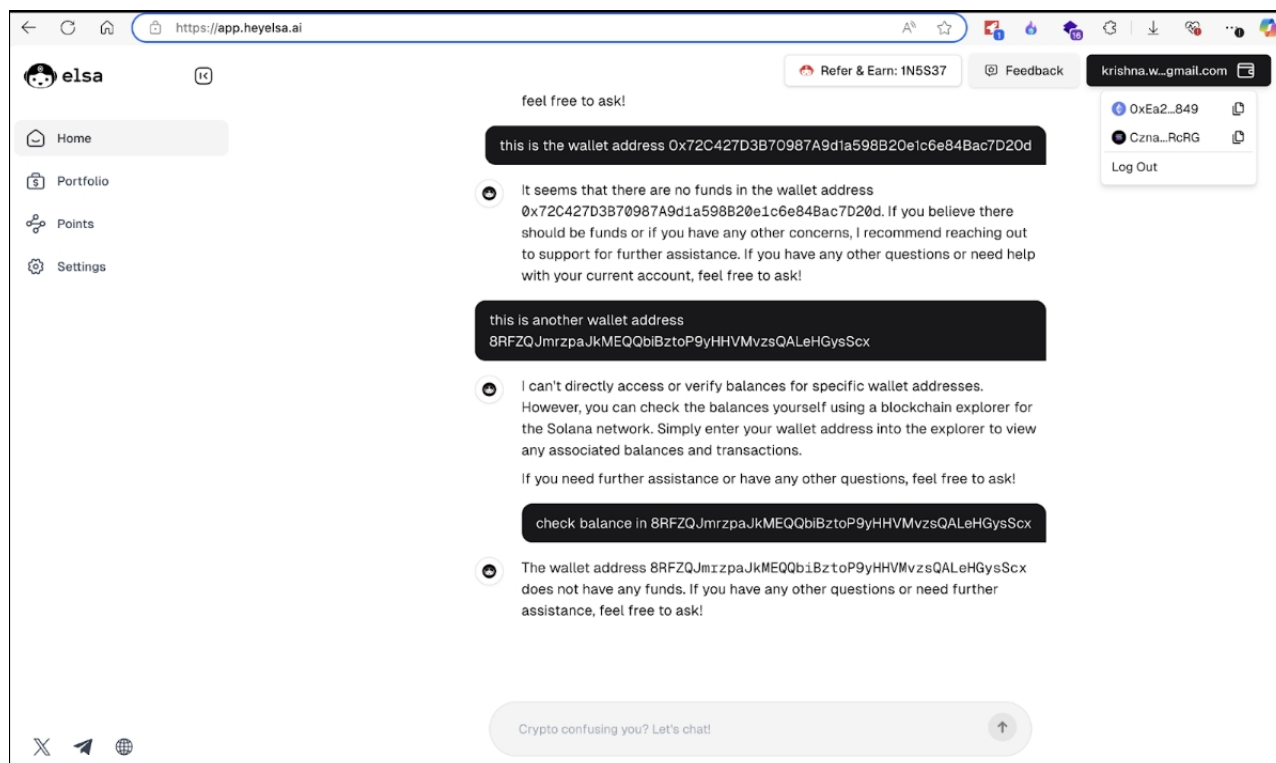 https://app.heyelsa.ai
1
16
elsa
Refer & Earn: 1N5S37
Feedback
krishna.w...gmail.com
0xEa2...849
Czna...RcRG
Log Out
Home
Portfolio
Points
Settings
feel free to ask!
this is the wallet address 0x72C427D3B70987A9d1a598B20e1c6e84Bac7D20d
It seems that there are no funds in the wallet address
0x72C427D3B70987A9d1a598B20e1c6e84Bac7D20d. If you believe there
should be funds or if you have any other concerns, I recommend reaching out
to support for further assistance. If you have any other questions or need help
with your current account, feel free to ask!
this is another wallet address
8RFZQJmrzpaJkMEQQbiBztoP9yHHVMvzsQALeHGysScx
I can't directly access or verify balances for specific wallet addresses.
However, you can check the balances yourself using a blockchain explorer for
the Solana network. Simply enter your wallet address into the explorer to view
any associated balances and transactions.
If you need further assistance or have any other questions, feel free to ask!
check balance in 8RFZQJmrzpaJkMEQQbiBztoP9yHHVMvzsQALeHGysScx
The wallet address 8RFZQJmrzpaJkMEQQbiBztoP9yHHVMvzsQALeHGysScx
does not have any funds. If you have any other questions or need further
assistance, feel free to ask!
Crypto confusing you? Let's chat!